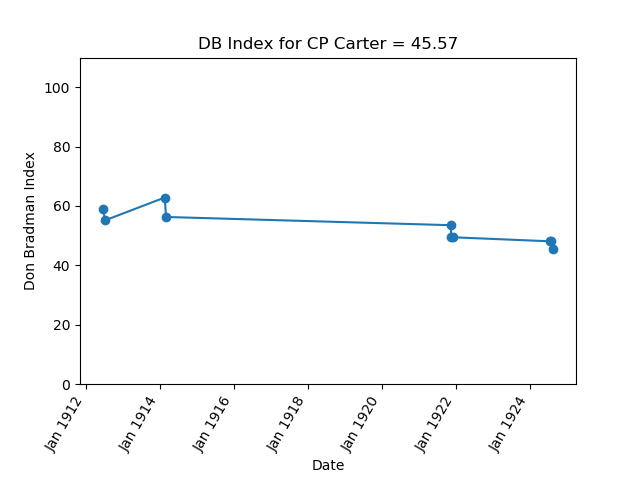 DB Index for CP Carter = 45.57
100
80
60
40
20
0
Don Bradman Index
Jan 1912
Jan 1914
Jan 1916
Jan 1918
Jan 1920
Jan 1922
Jan 1924
Date